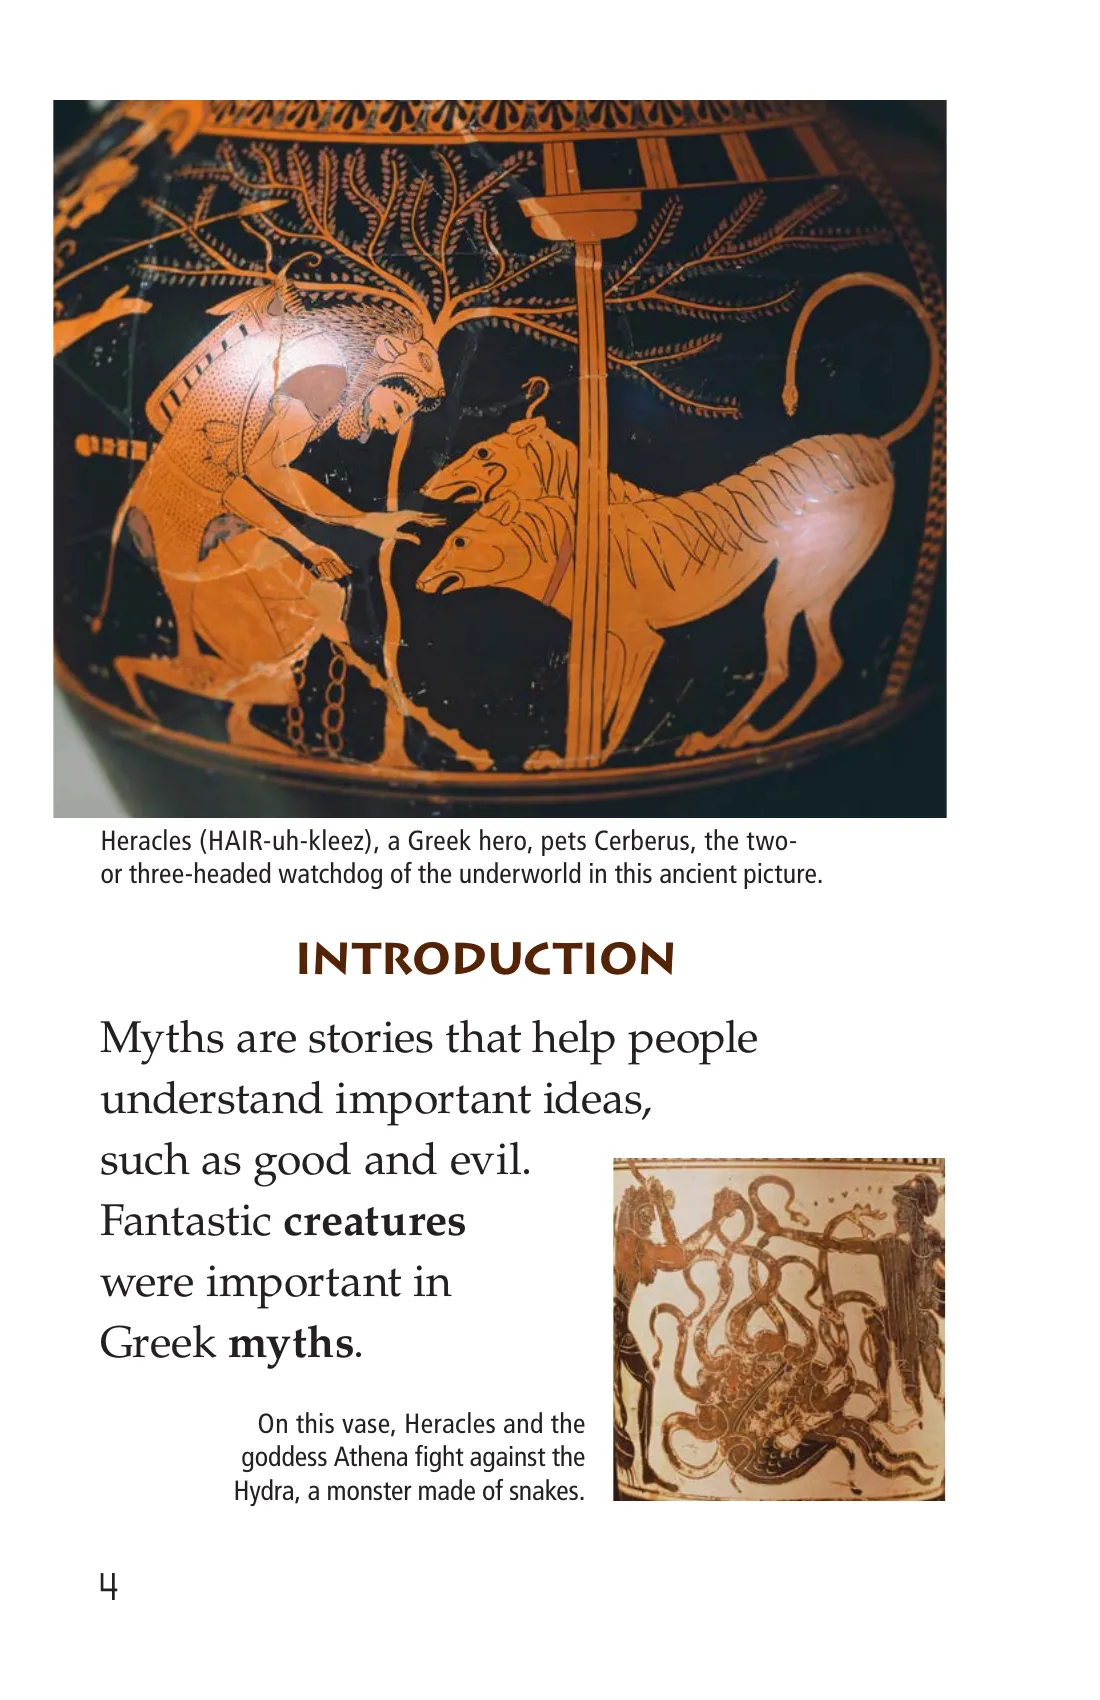 Heracles (HAIR-uh-kleez), a Greek hero, pets Cerberus, the two-
or three-headed watchdog of the underworld in this ancient picture.
INTRODUCTION
Myths are stories that help people
understand important ideas,
such as good and evil.
Fantastic creatures
were important in
Greek myths.
On this vase, Heracles and the
goddess Athena fight against the
Hydra, a monster made of snakes.
4